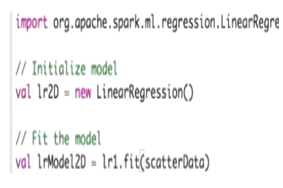 import org.apache.spark.ml.regression.LinearRegre
// Initialize model
val lr2D = new LinearRegression()
// Fit the model
val lrModel2D = lr1.fit(scatterData)